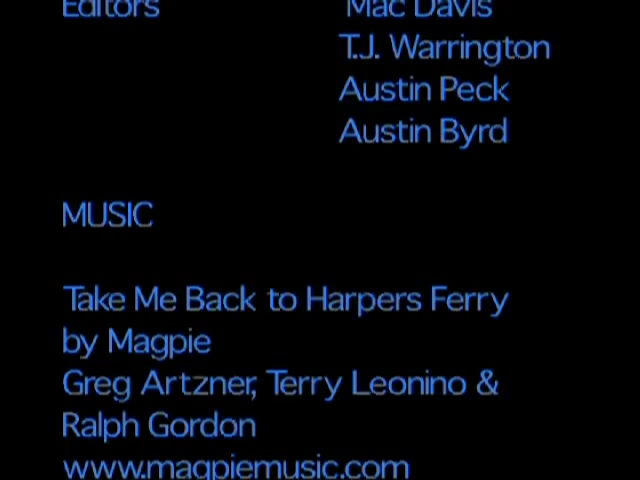 Editors Mac Davis
T.J. Warrington
Austin Peck
Austin Byrd
MUSIC
Take Me Back to Harpers Ferry
by Magpie
Greg Artzner, Terry Leonino &
Ralph Gordon
www.magpiemusic.com